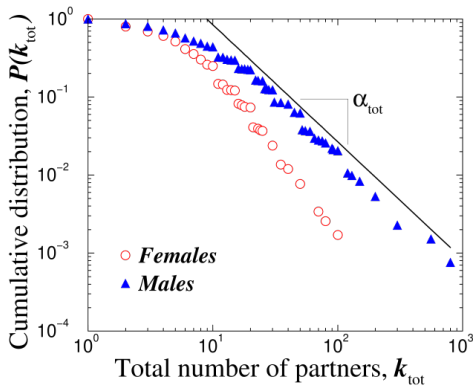 Cumulative distribution, P(k_tot)
10^0
10^-1
10^-2
10^-3
10^-4
α_tot
Females
Males
10^0 10^1 10^2 10^3
Total number of partners, k_tot